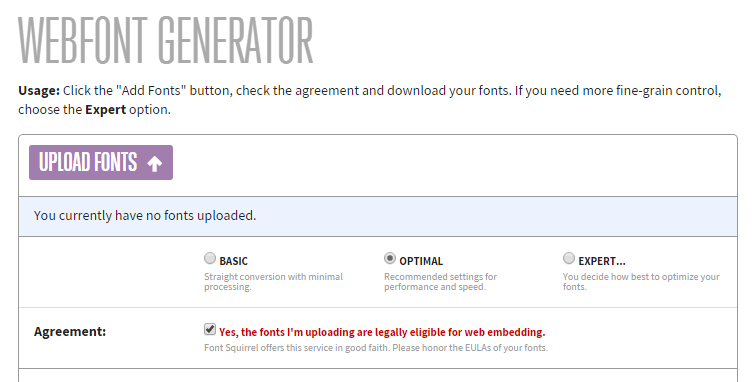 WEBFONT GENERATOR
Usage: Click the "Add Fonts" button, check the agreement and download your fonts. If you need more fine-grain control,
choose the Expert option.
UPLOAD FONTS
You currently have no fonts uploaded.
BASIC
Straight conversion with minimal
processing.
OPTIMAL
Recommended settings for
performance and speed.
EXPERT...
You decide how best to optimize your
fonts.
Agreement:
Yes, the fonts I'm uploading are legally eligible for web embedding.
Font Squirrel offers this service in good faith. Please honor the EULAs of your fonts.